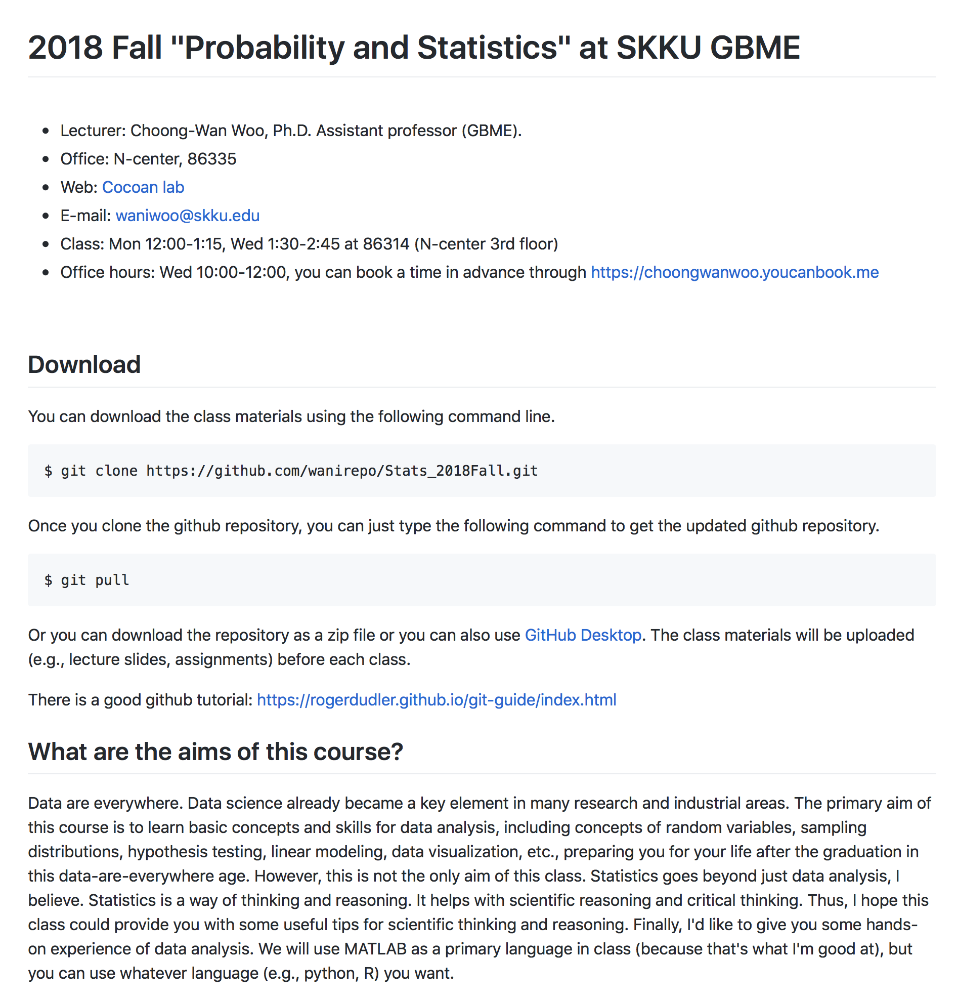 2018 Fall "Probability and Statistics" at SKKU GBME
• Lecturer: Choong-Wan Woo, Ph.D. Assistant professor (GBME).
• Office: N-center, 86335
• Web: Cocoan lab
• E-mail: waniwoo@skku.edu
• Class: Mon 12:00-1:15, Wed 1:30-2:45 at 86314 (N-center 3rd floor)
• Office hours: Wed 10:00-12:00, you can book a time in advance through https://choongwanwoo.youcanbook.me
Download
You can download the class materials using the following command line.
$ git clone https://github.com/wanirepo/Stats_2018Fall.git
Once you clone the github repository, you can just type the following command to get the updated github repository.
$ git pull
Or you can download the repository as a zip file or you can also use GitHub Desktop. The class materials will be uploaded
(e.g., lecture slides, assignments) before each class.
There is a good github tutorial: https://rogerdudler.github.io/git-guide/index.html
What are the aims of this course?
Data are everywhere. Data science already became a key element in many research and industrial areas. The primary aim of
this course is to learn basic concepts and skills for data analysis, including concepts of random variables, sampling
distributions, hypothesis testing, linear modeling, data visualization, etc., preparing you for your life after the graduation in
this data-are-everywhere age. However, this is not the only aim of this class. Statistics goes beyond just data analysis, I
believe. Statistics is a way of thinking and reasoning. It helps with scientific reasoning and critical thinking. Thus, I hope this
class could provide you with some useful tips for scientific thinking and reasoning. Finally, I'd like to give you some hands-
on experience of data analysis. We will use MATLAB as a primary language in class (because that's what I'm good at), but
you can use whatever language (e.g., python, R) you want.